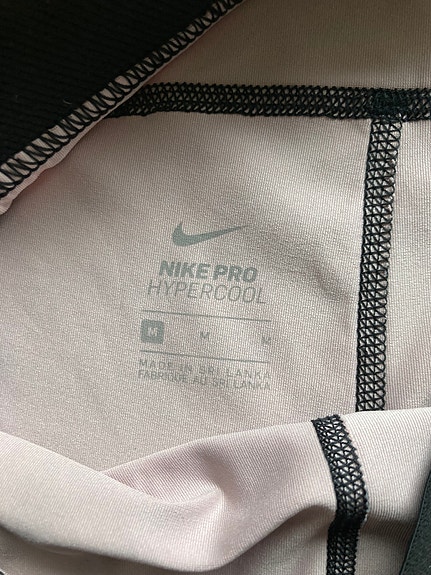 NIKE PRO
HYPERCOOL
M M M
MADE IN SRI LANKA
FABRIQUÉ AU SRI LANKA